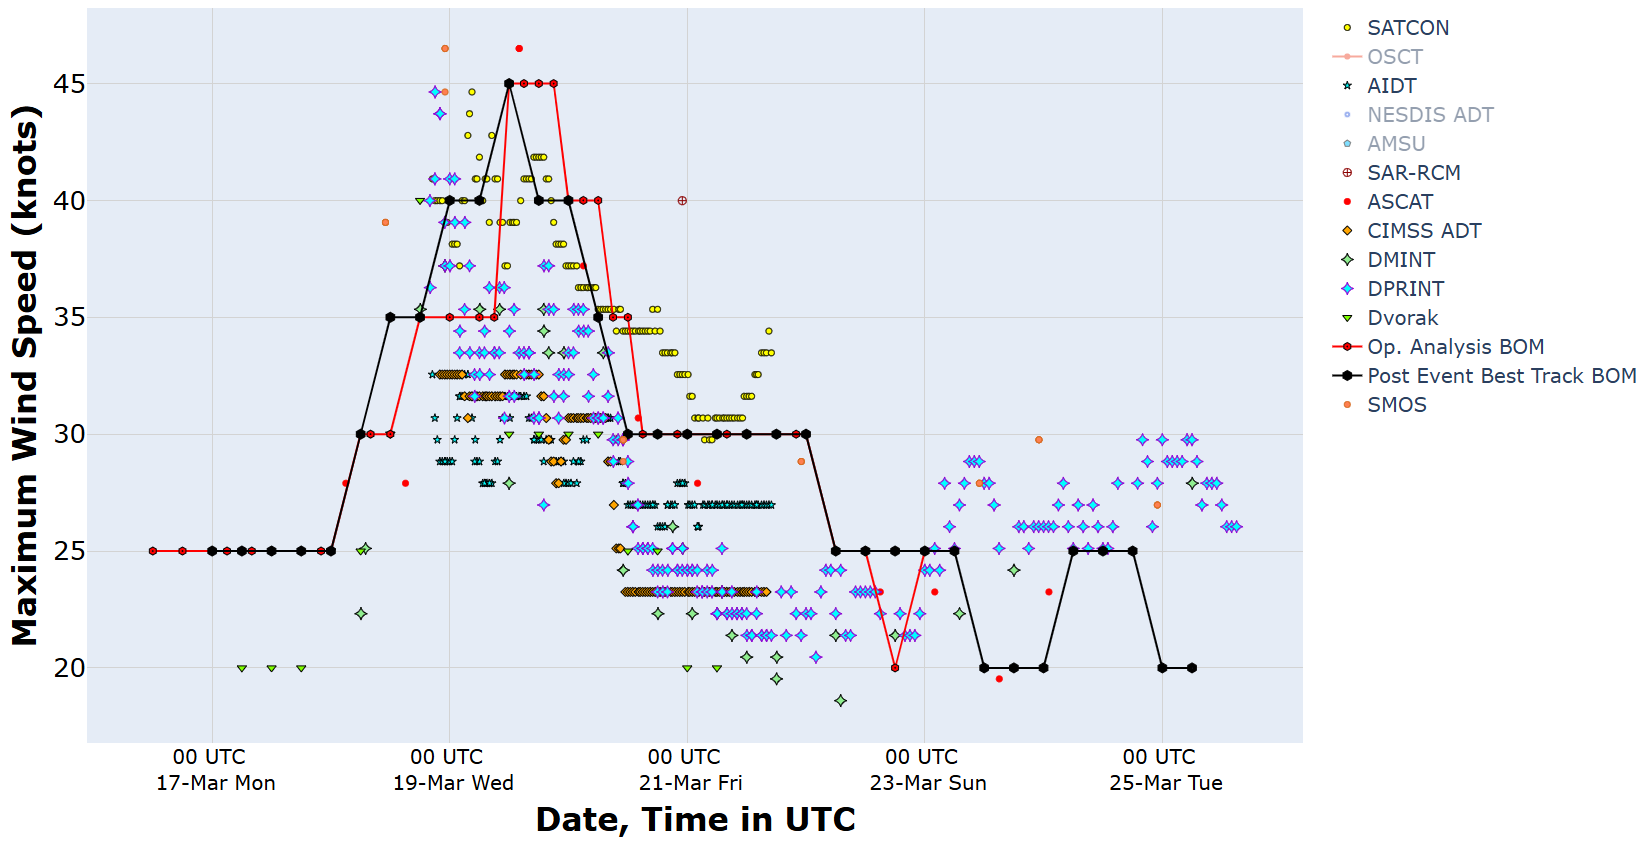 Maximum Wind Speed (knots)
45
40
35
30
25
20
00 UTC
17-Mar Mon
00 UTC
19-Mar Wed
00 UTC
21-Mar Fri
00 UTC
23-Mar Sun
00 UTC
25-Mar Tue
Date, Time in UTC
SATCON
OSCT
AIDT
NESDIS ADT
AMSU
SAR-RCM
ASCAT
CIMSS ADT
DMINT
DPRINT
Dvorak
Op. Analysis BOM
Post Event Best Track BOM
SMOS